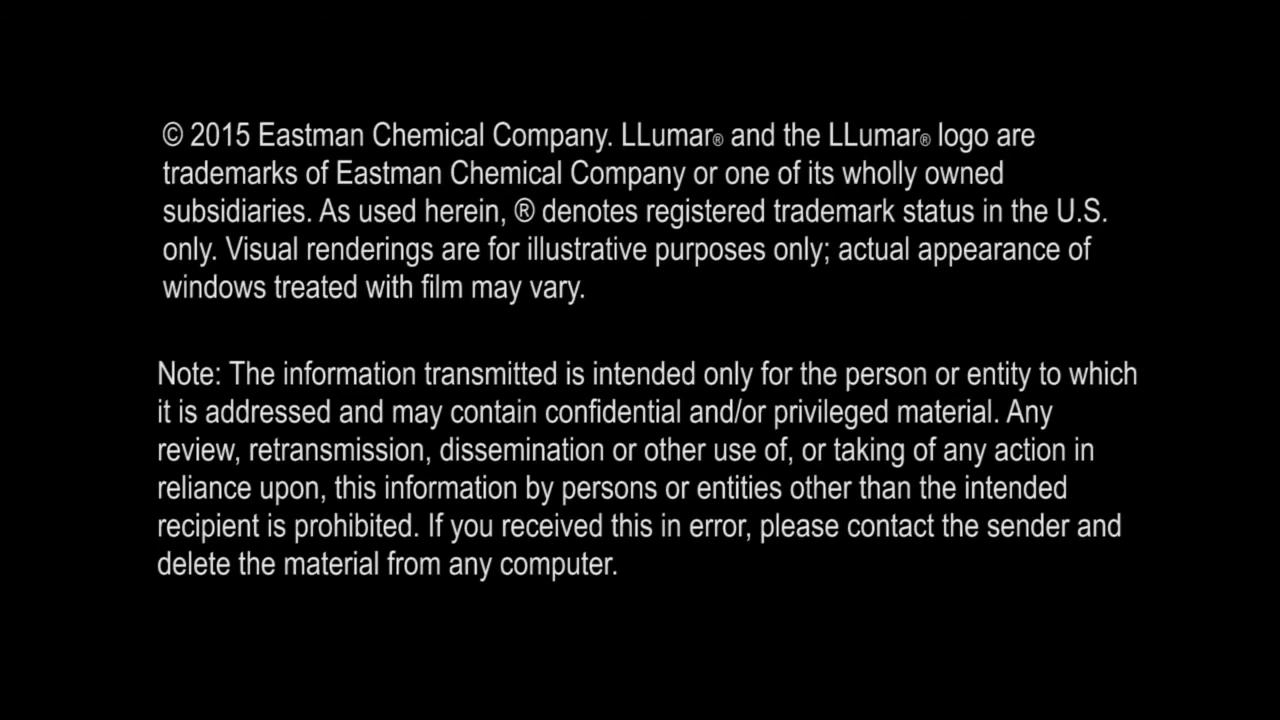 © 2015 Eastman Chemical Company. LLumar® and the LLumar® logo are
trademarks of Eastman Chemical Company or one of its wholly owned
subsidiaries. As used herein, ® denotes registered trademark status in the U.S.
only. Visual renderings are for illustrative purposes only; actual appearance of
windows treated with film may vary.
Note: The information transmitted is intended only for the person or entity to which
it is addressed and may contain confidential and/or privileged material. Any
review, retransmission, dissemination or other use of, or taking of any action in
reliance upon, this information by persons or entities other than the intended
recipient is prohibited. If you received this in error, please contact the sender and
delete the material from any computer.